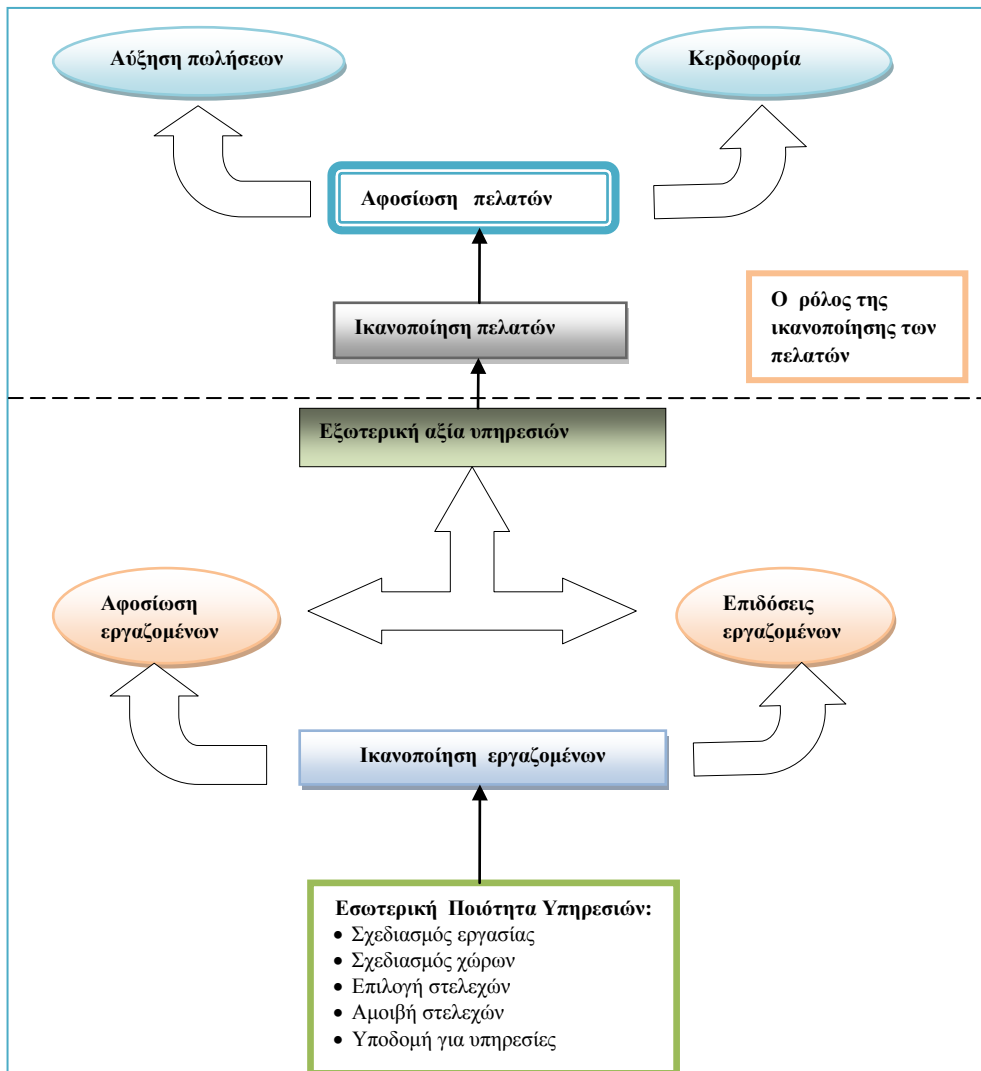 Αύξηση πωλήσεων
Κερδοφορία
Αφοσίωση πελατών
Ικανοποίηση πελατών
Ο ρόλος της
ικανοποίησης των
πελατών
Εξωτερική αξία υπηρεσιών
Αφοσίωση
εργαζομένων
Επιδόσεις
εργαζομένων
Ικανοποίηση εργαζομένων
Εσωτερική Ποιότητα Υπηρεσιών:
• Σχεδιασμός εργασίας
• Σχεδιασμός χώρων
• Επιλογή στελεχών
• Αμοιβή στελεχών
• Υποδομή για υπηρεσίες